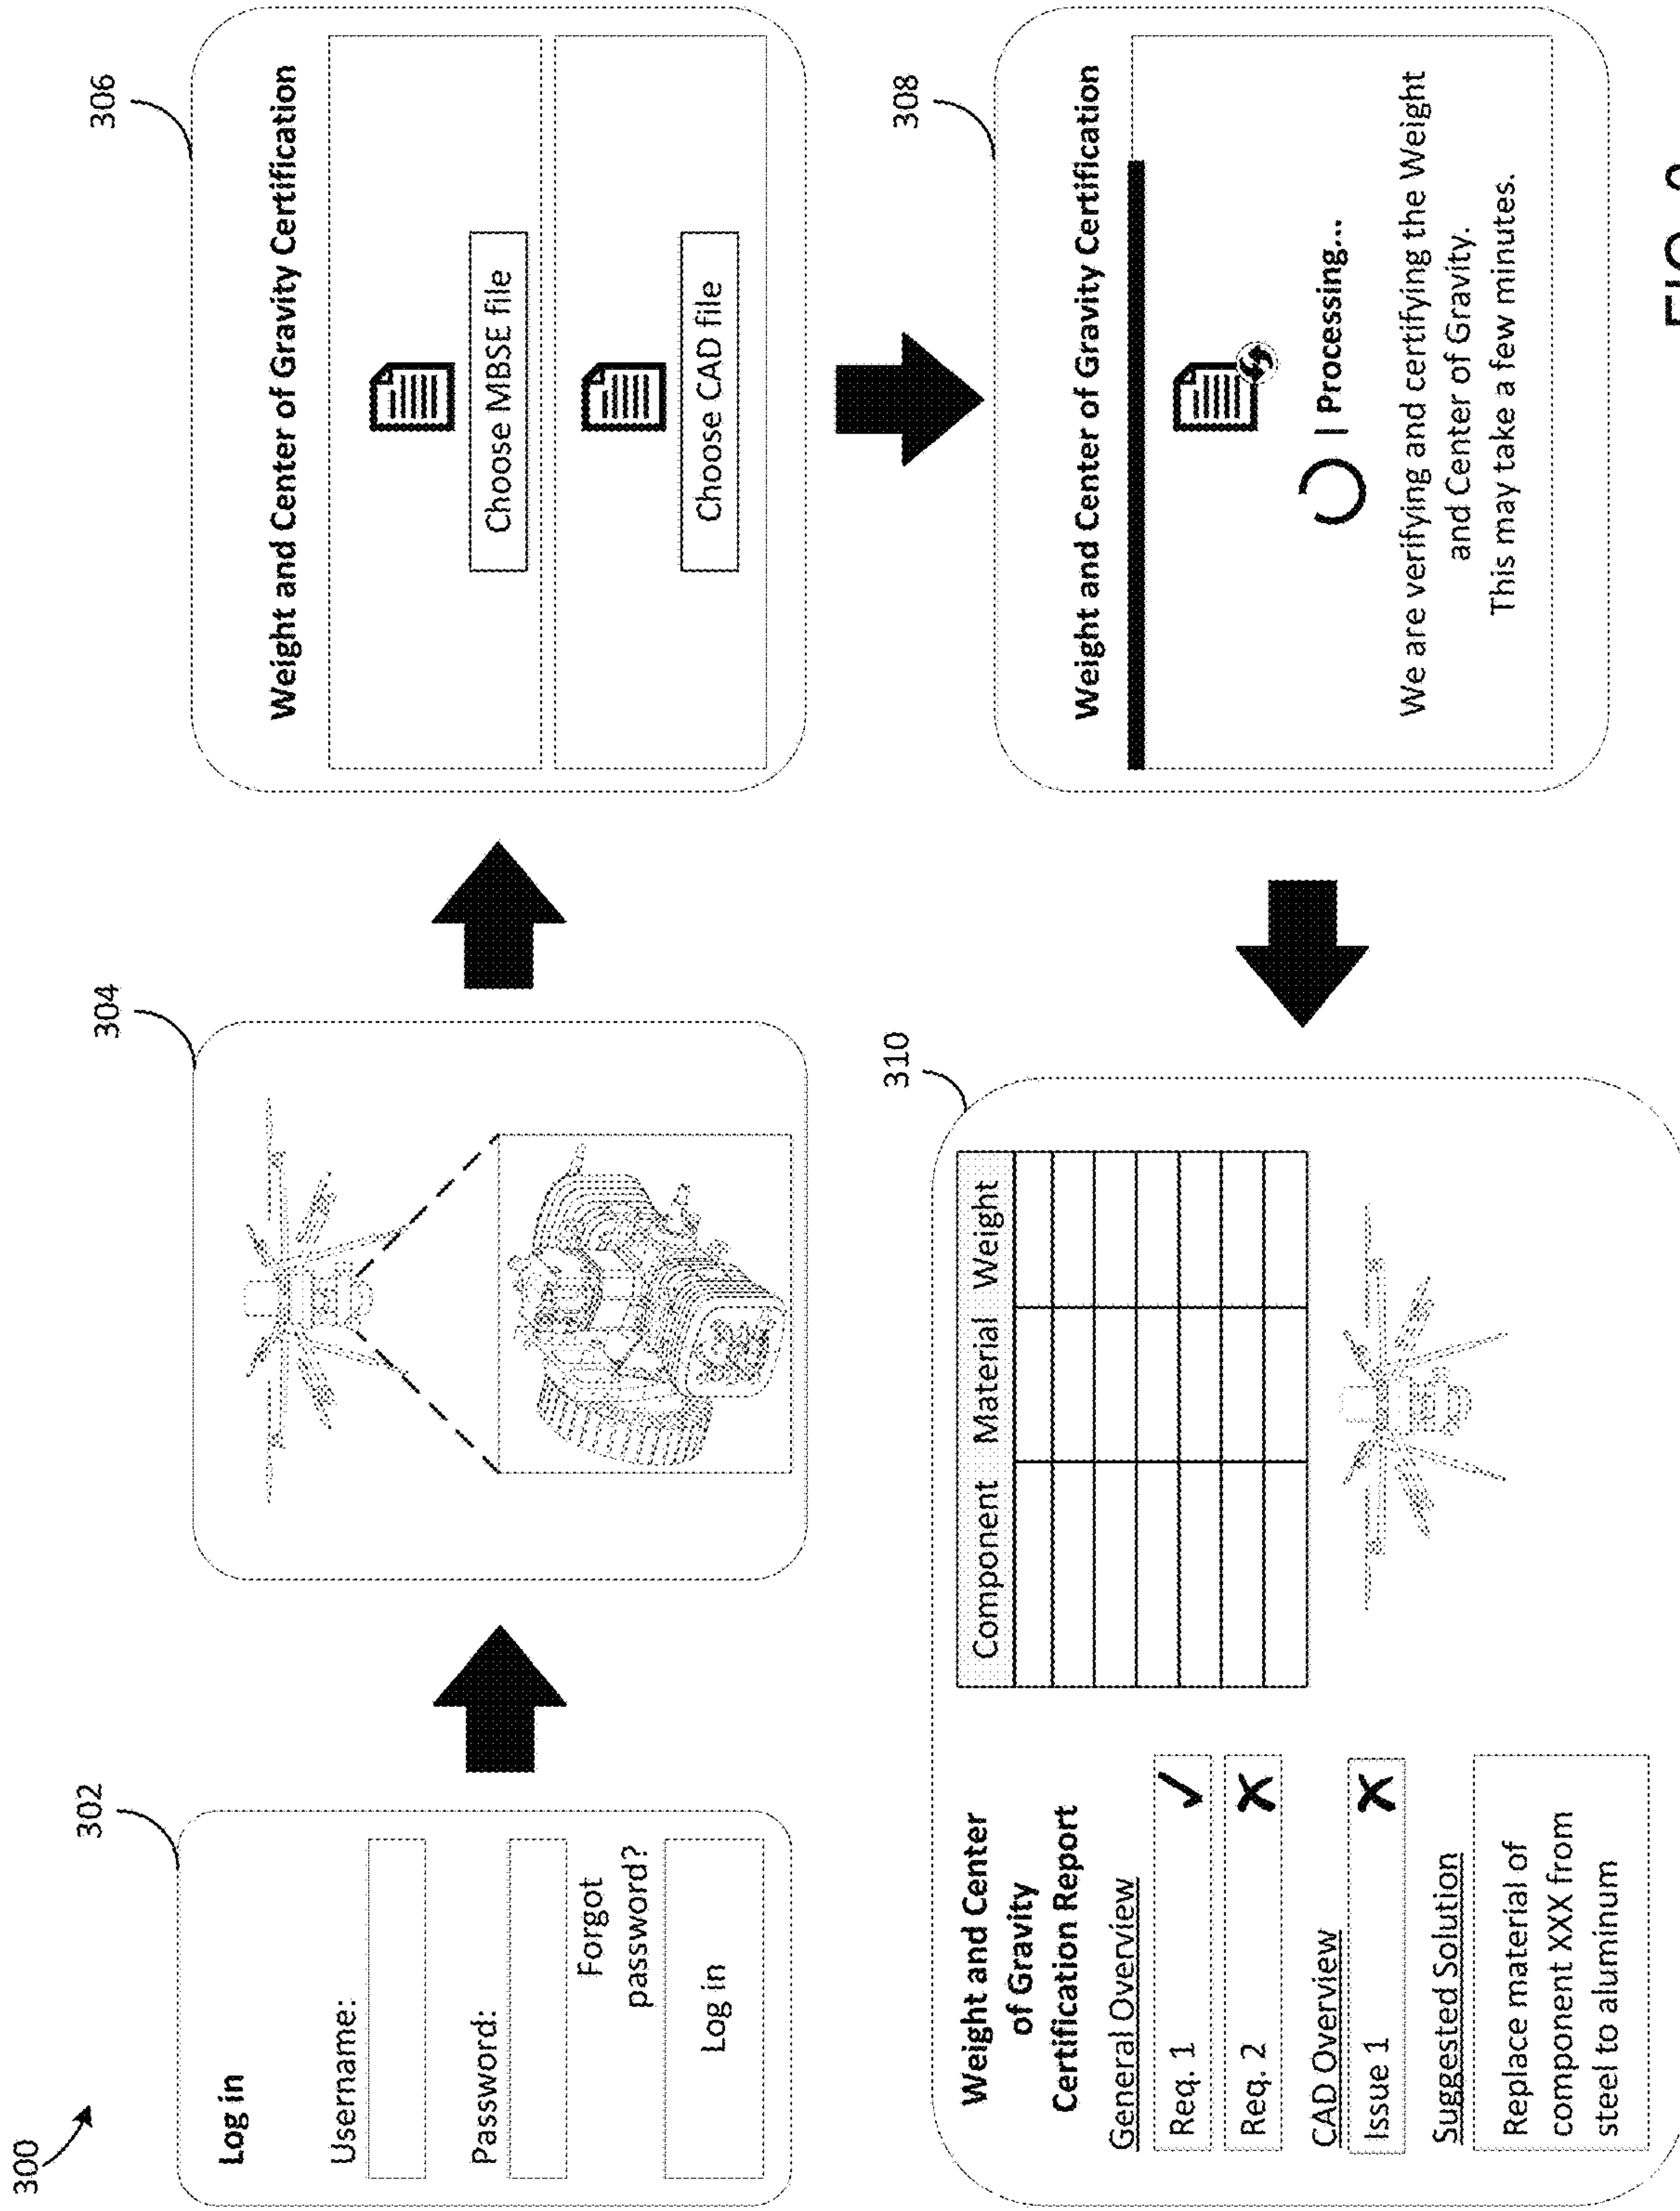 300
302
Log in
Username:
Password:
Forgot
password?
Log in
304
306
Weight and Center of Gravity Certification
Choose MBSE file
Choose CAD file
308
Weight and Center of Gravity Certification
| Processing...
We are verifying and certifying the Weight
and Center of Gravity.
This may take a few minutes.
310
Weight and Center
of Gravity
Certification Report
General Overview
Req. 1 ✓
Req. 2 X
CAD Overview
Issue 1 X
Suggested Solution
Replace material of
component XXX from
steel to aluminum
Component Material Weight
FIG.